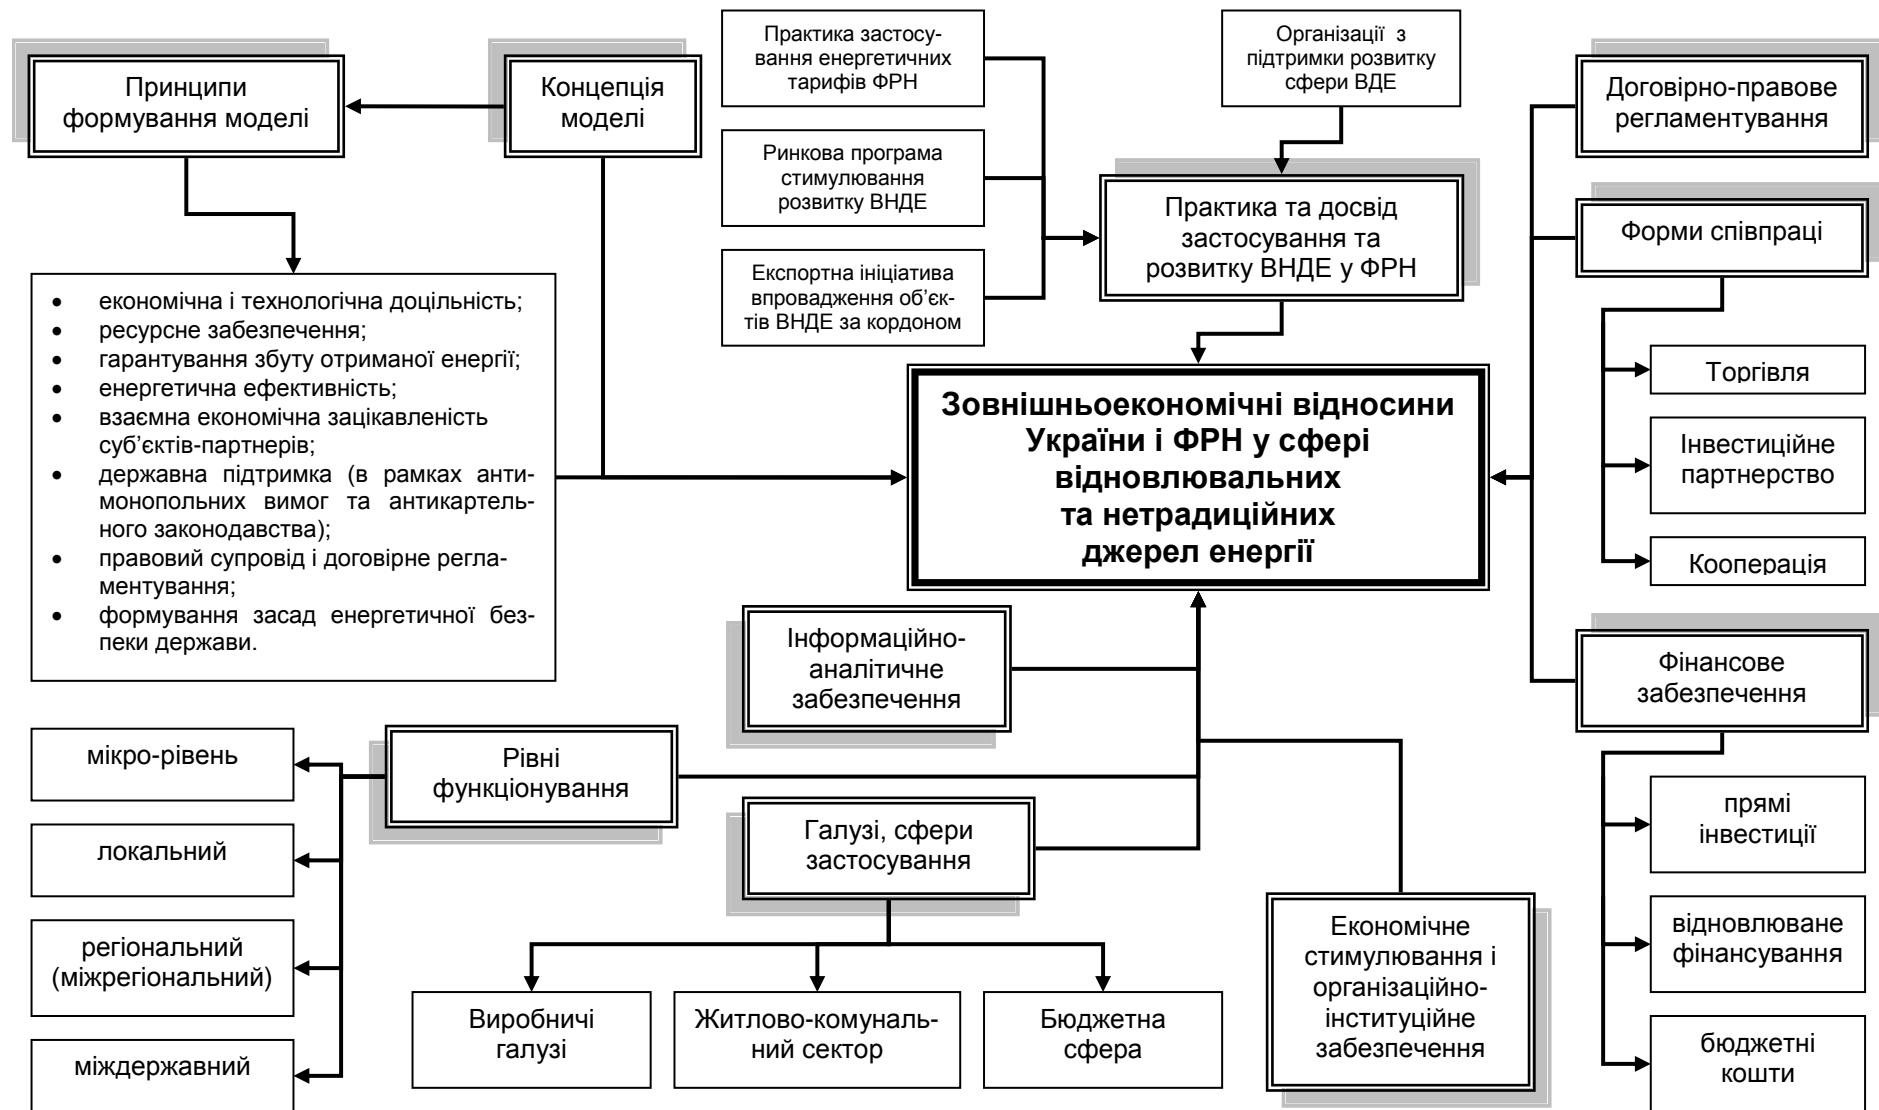 Принципи
формування моделі
Концепція
моделі
Практика застосу-
вання енергетичних
тарифів ФРН
Ринкова програма
стимулювання
розвитку ВНДЕ
Експортна ініціатива
впровадження об’єк-
тів ВНДЕ за кордоном
Організації  з
підтримки розвитку
сфери ВДЕ
Практика та досвід
застосування та
розвитку ВНДЕ у ФРН
Договірно-правове
регламентування
Форми співпраці
Торгівля
Інвестиційне
партнерство
Кооперація
• економічна і технологічна доцільність;
• ресурсне забезпечення;
• гарантування збуту отриманої енергії;
• енергетична ефективність;
• взаємна економічна зацікавленість
суб’єктів-партнерів;
• державна підтримка (в рамках анти-
монопольних вимог та антикартель-
ного законодавства);
• правовий супровід і договірне регла-
ментування;
• формування засад енергетичної без-
пеки держави.
Зовнішньоекономічні відносини
України і ФРН у сфері
відновлювальних
та нетрадиційних
джерел енергії
Інформаційно-
аналітичне
забезпечення
Фінансове
забезпечення
прямі
інвестиції
відновлюване
фінансування
бюджетні
кошти
Рівні
функціонування
мікро-рівень
локальний
регіональний
(міжрегіональний)
міждержавний
Галузі, сфери
застосування
Виробничі
галузі
Житлово-комуналь-
ний сектор
Бюджетна
сфера
Економічне
стимулювання і
організаційно-
інституційне
забезпечення